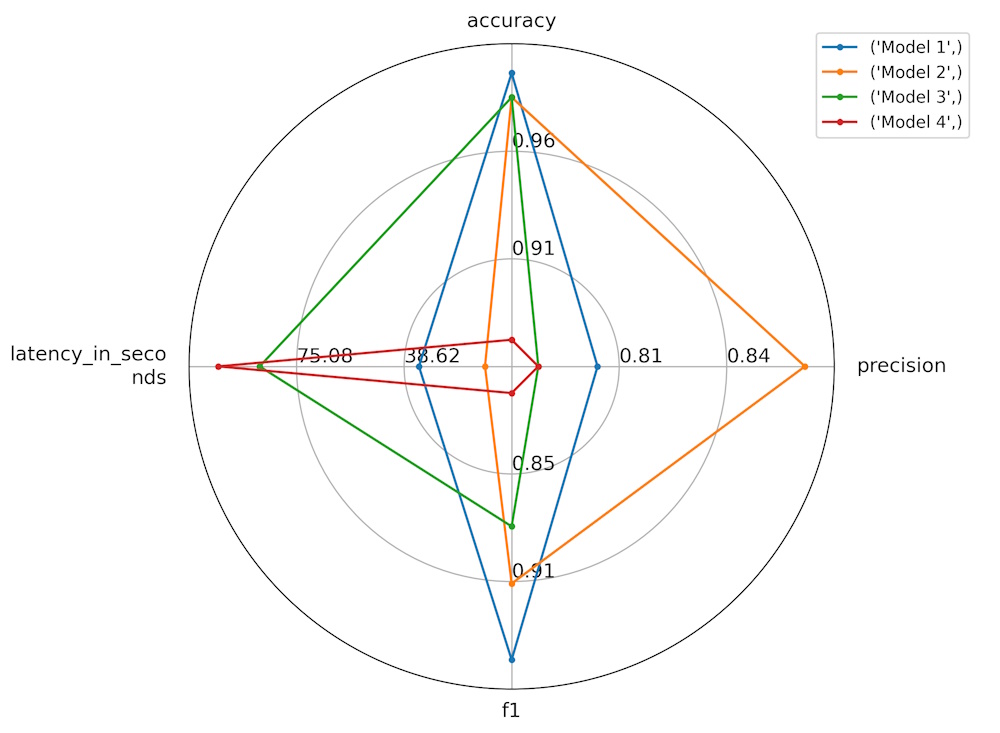 accuracy
('Model 1',)
('Model 2',)
('Model 3',)
('Model 4',)
0.96
0.91
latency_in_seco
nds
75.08
38.62
0.81
0.84
precision
0.85
0.91
f1